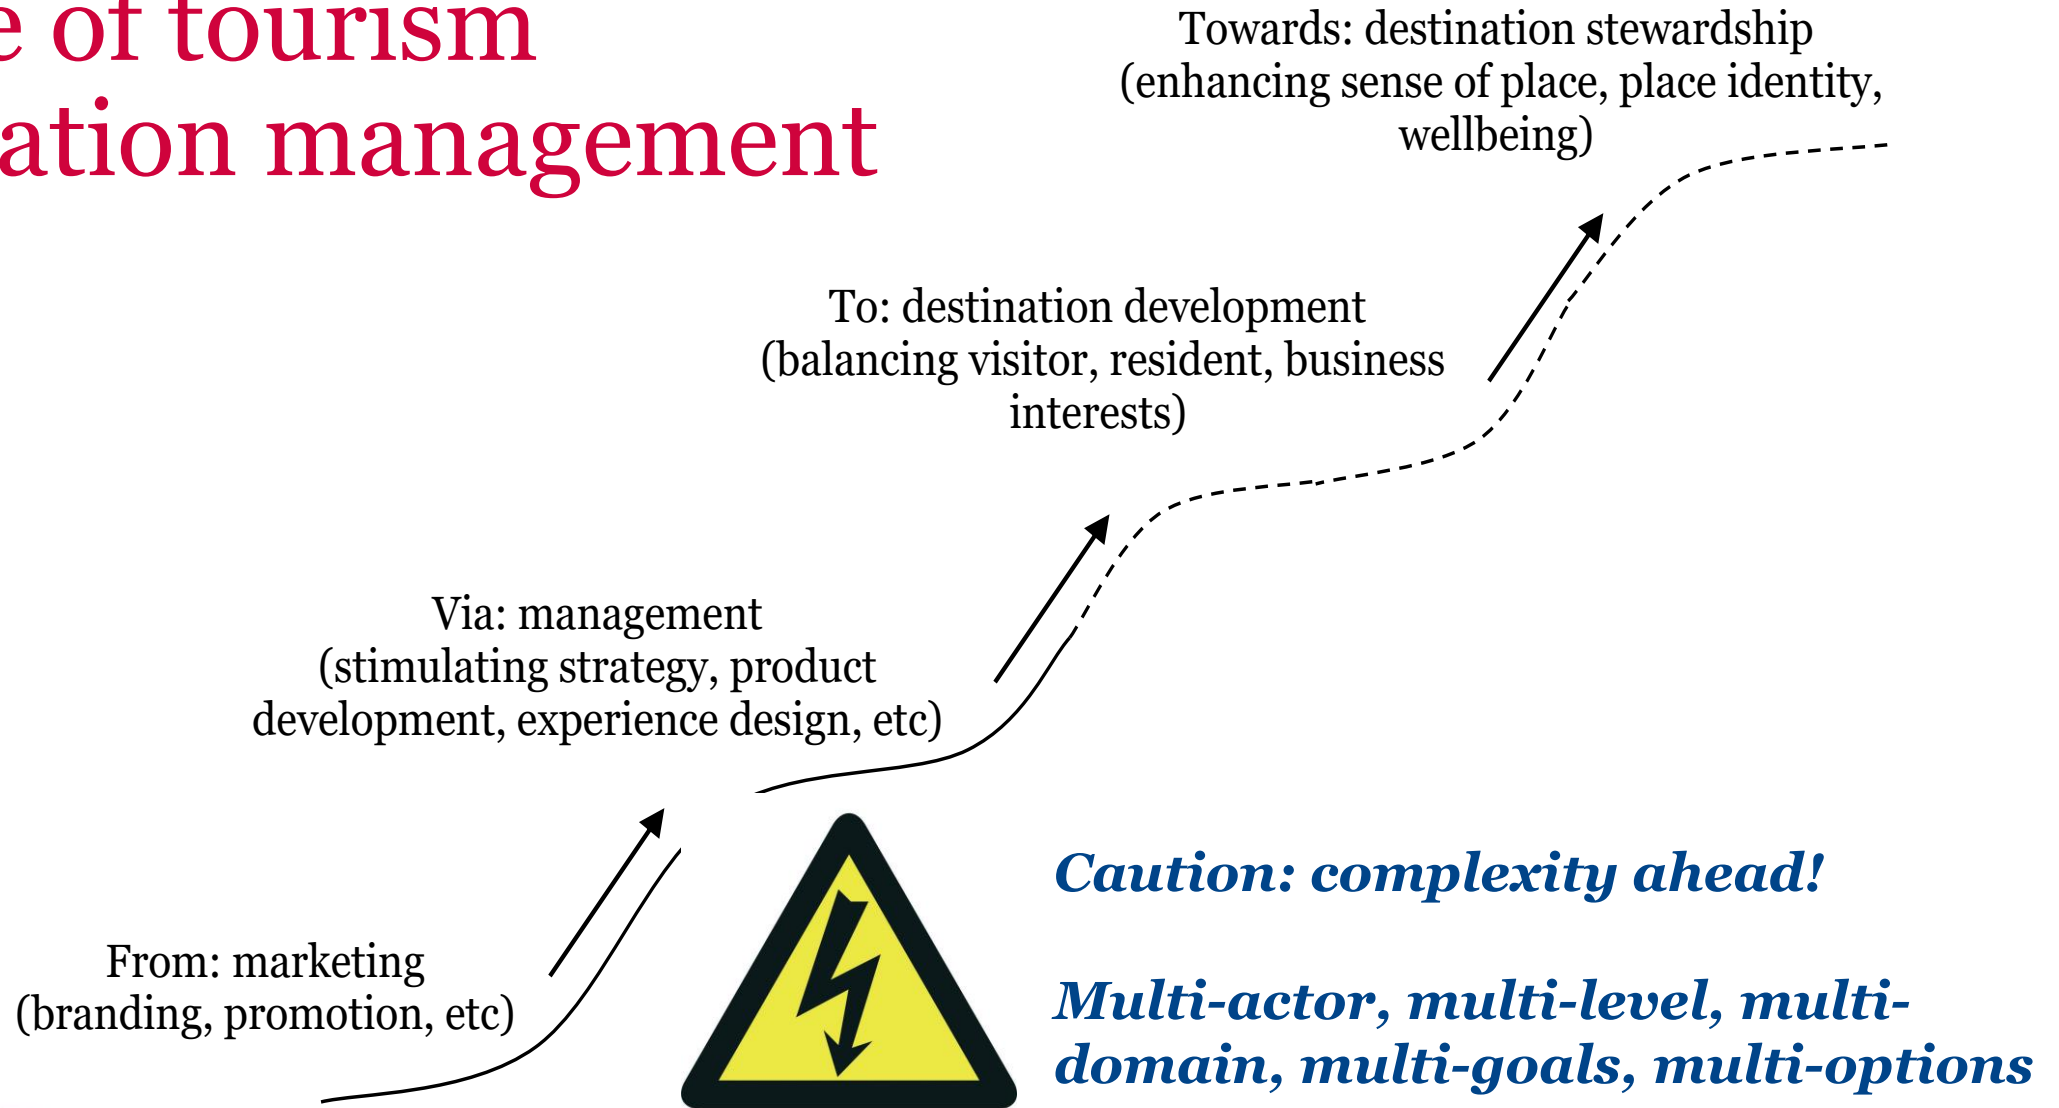 e of tourism
ation management
Towards: destination stewardship
(enhancing sense of place, place identity,
wellbeing)
To: destination development
(balancing visitor, resident, business
interests)
Via: management
(stimulating strategy, product
development, experience design, etc)
From: marketing
(branding, promotion, etc)
Caution: complexity ahead!
Multi-actor, multi-level, multi-
domain, multi-goals, multi-options